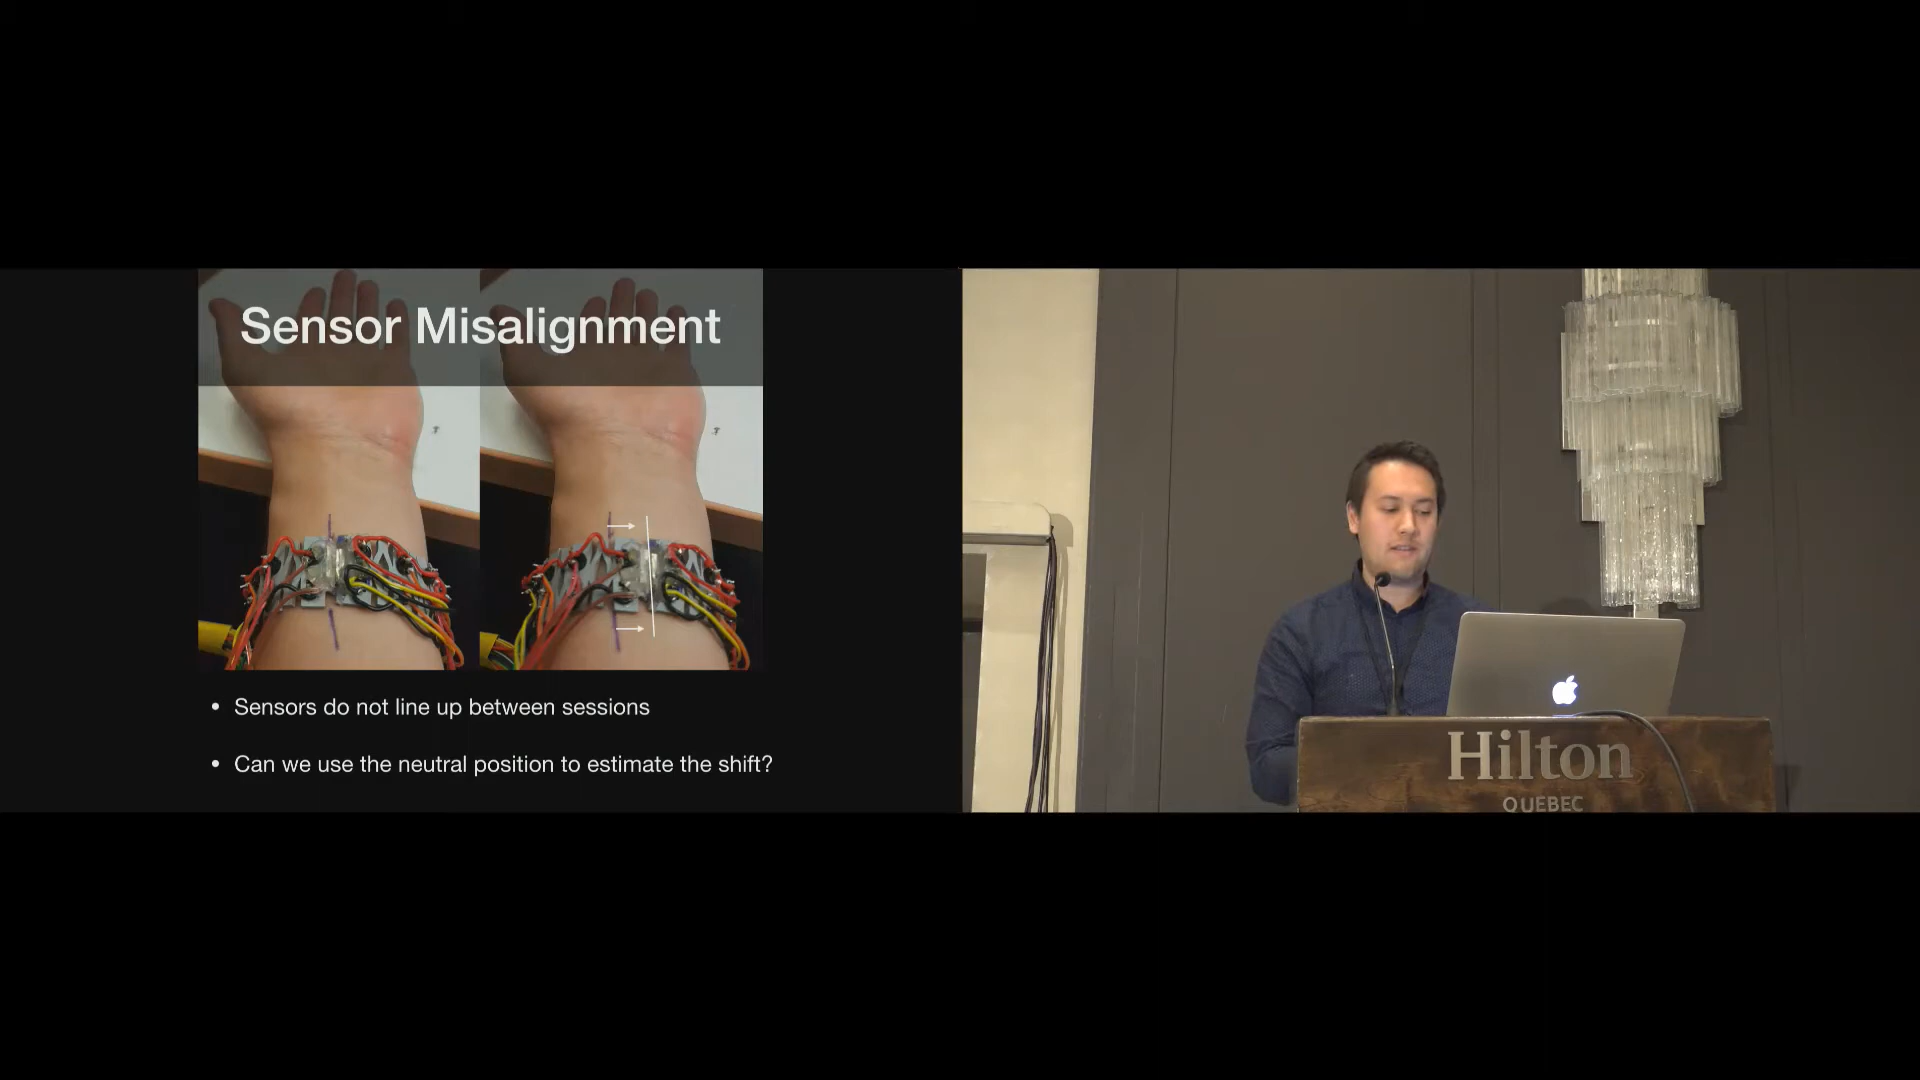 Sensor Misalignment
• Sensors do not line up between sessions
• Can we use the neutral position to estimate the shift?
Hilton
QUEBEC